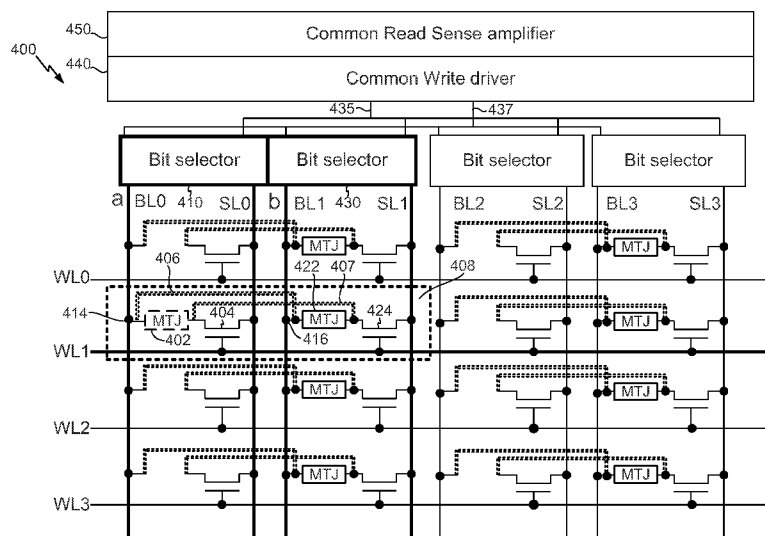 450
Common Read Sense amplifier
400
440
Common Write driver
435
437
Bit selector
Bit selector
Bit selector
Bit selector
a
BL0
410
SL0
b
BL1
430
SL1
BL2
SL2
BL3
SL3
MTJ
MTJ
WL0
406
422
407
408
414
MTJ
404
MTJ
424
MTJ
402
416
WL1
MTJ
MTJ
WL2
MTJ
MTJ
WL3